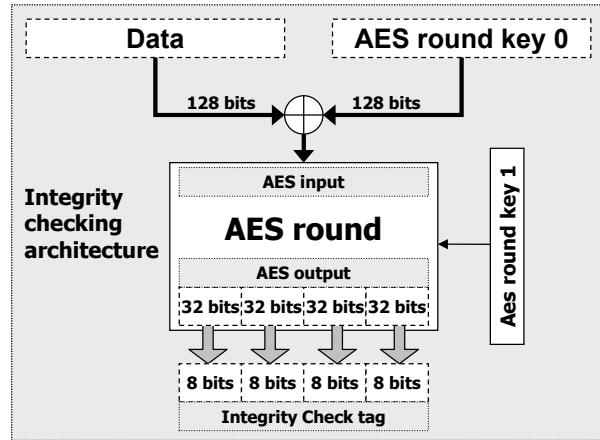 Data
AES round key 0
128 bits
128 bits
AES input
Integrity
checking
architecture
AES round
Aes round key 1
AES output
32 bits 32 bits 32 bits 32 bits
8 bits 8 bits 8 bits 8 bits
Integrity Check tag